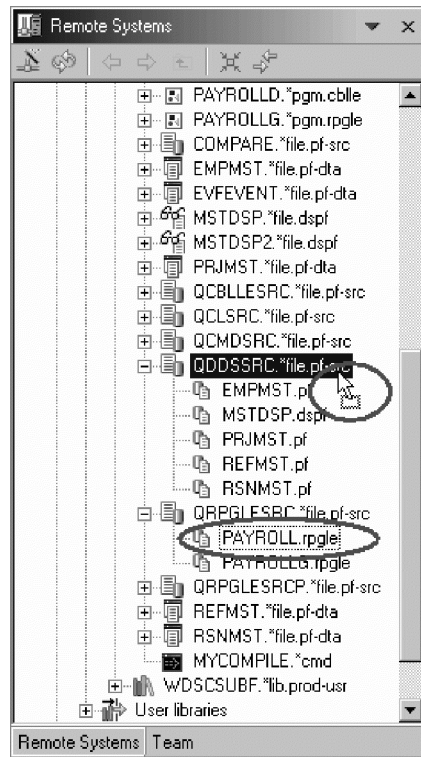 Remote Systems
PAYROLLD.*pgm.cblle
PAYROLLG.*pgm.rpgle
COMPARE.*file.pf-src
EMPMST.*file.pf-dta
EVFEVENT.*file.pf-dta
MSTDSP.*file.dspf
MSTDSP2.*file.dspf
PRJMST.*file.pf-dta
QCBLLESRC.*file.pf-src
QCLSRC.*file.pf-src
QCMDSRC.*file.pf-src
QDDSSRC.*file.pf-src
EMPMST.pf
MSTDSP.dspf
PRJMST.pf
REFMST.pf
RSNMST.pf
QRPGLESRC.*file.pf-src
PAYROLL.rpgle
PAYROLLG.rpgle
QRPGLESRCP.*file.pf-src
REFMST.*file.pf-dta
RSNMST.*file.pf-dta
MYCOMPILE.*cmd
WDSCSUBF.*lib.prod-usr
User libraries
Remote Systems Team